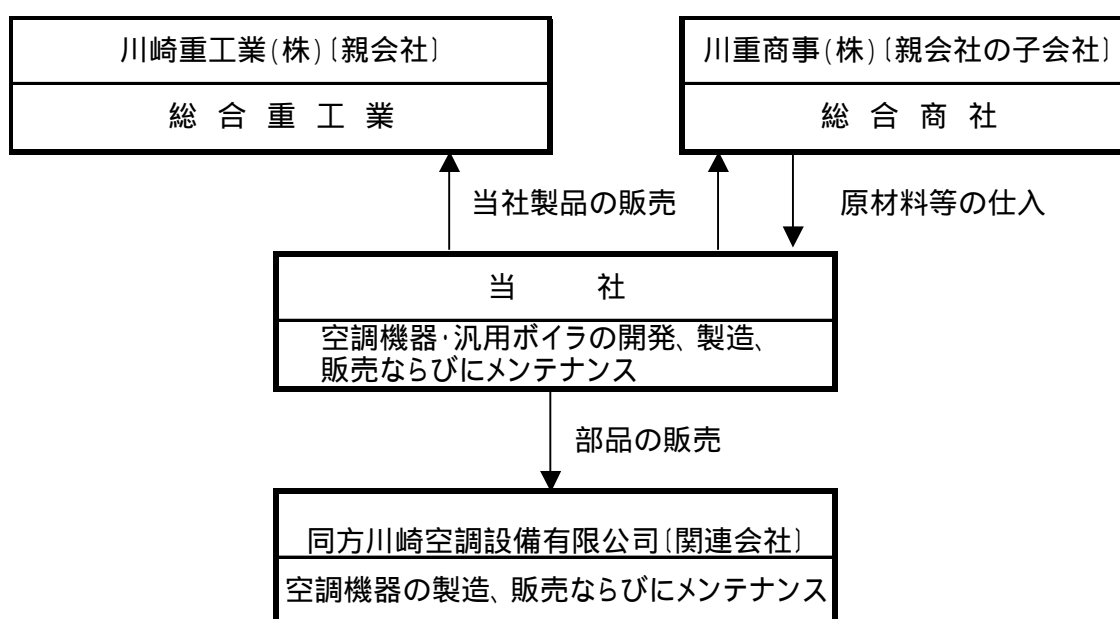 川崎重工業(株)〔親会社〕
総合重工業
川重商事(株)〔親会社の子会社〕
総合商社
当社製品の販売
原材料等の仕入
当　　社
空調機器･汎用ボイラの開発、製造、
販売ならびにメンテナンス
部品の販売
同方川崎空調設備有限公司〔関連会社〕
空調機器の製造、販売ならびにメンテナンス